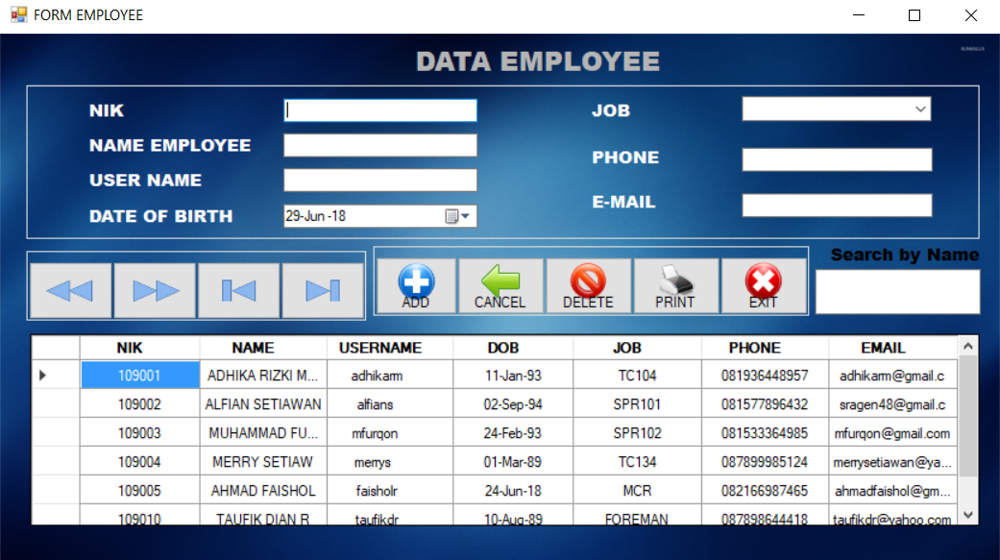 FORM EMPLOYEE
DATA EMPLOYEE
NIK
NAME EMPLOYEE
USER NAME
DATE OF BIRTH 29-Jun -18
JOB
PHONE
E-MAIL
ADD CANCEL DELETE PRINT EXIT
Search by Name
NIK NAME USERNAME DOB JOB PHONE EMAIL
109001 ADHIKA RIZKI M... adhikam 11-Jan-93 TC104 081936448957 adhikam@gmail.c
109002 ALFIAN SETIAWAN alfians 02-Sep-94 SPR101 081577896432 sragen48@gmail.c
109003 MUHAMMAD FU... mfurqon 24-Feb-93 SPR102 081533364985 mfurqon@gmail.com
109004 MERRY SETIAW merrys 01-Mar-89 TC134 087899985124 merrysetiawan@ya...
109005 AHMAD FAISHOL faisholr 24-Jun-18 MCR 082166987465 ahmadfaishol@gm...
109010 TAUFIK DIAN R taufikdr 10-Aug-89 FOREMAN 087898644418 taufikdr@yahoo.com